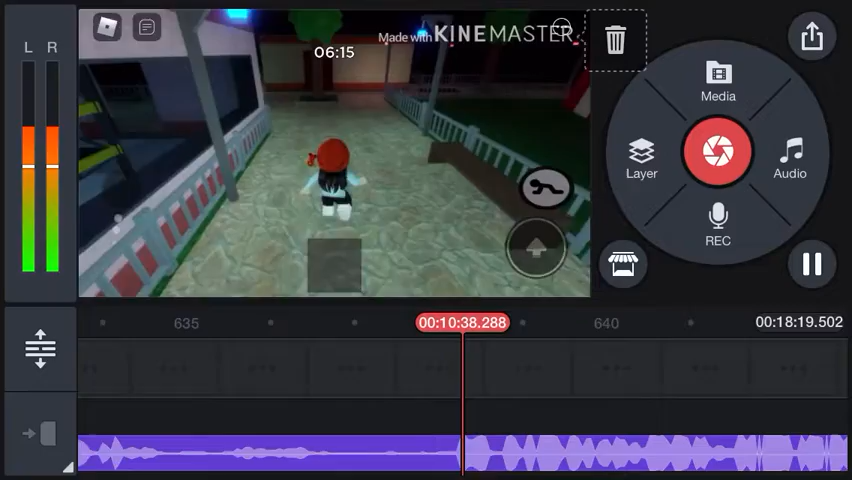 L R
06:15
Made with KINEMASTER
Media
Layer
Audio
REC
635
00:10:38.288
640
00:18:19.502